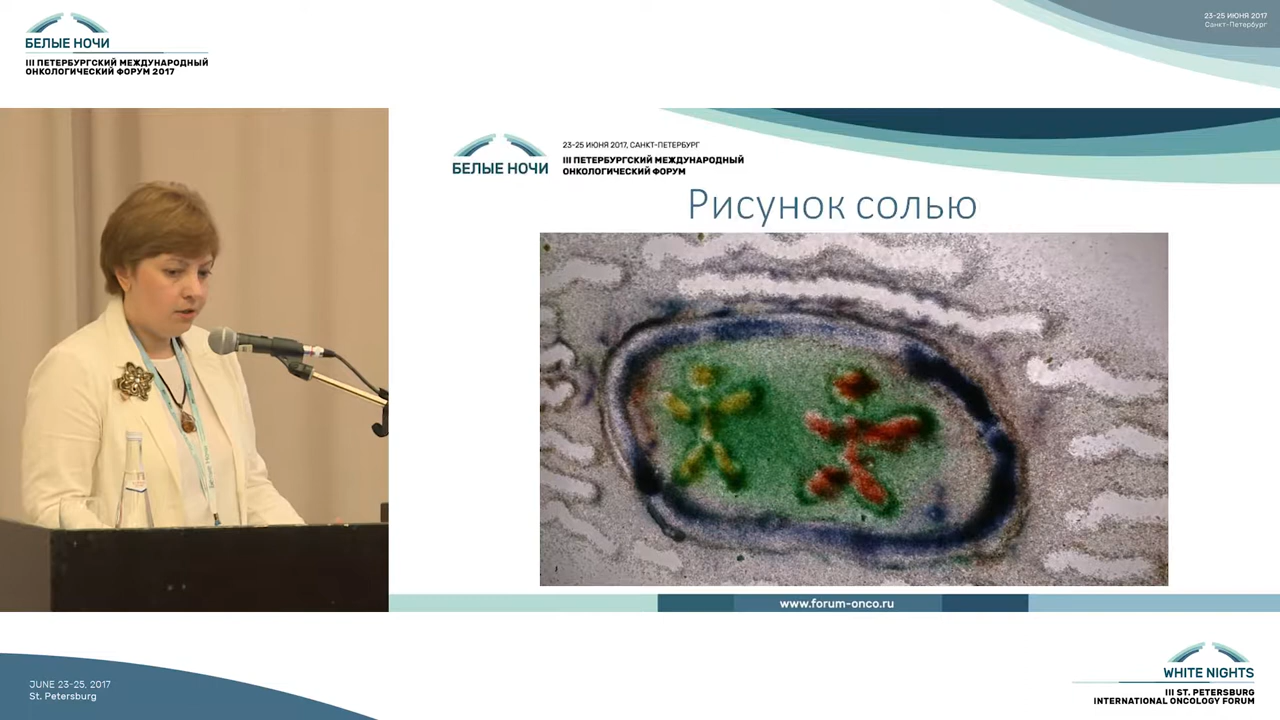 БЕЛЫЕ НОЧИ
III ПЕТЕРБУРГСКИЙ МЕЖДУНАРОДНЫЙ
ОНКОЛОГИЧЕСКИЙ ФОРУМ 2017
23-25 ИЮНЯ 2017
Санкт-Петербург
БЕЛЫЕ НОЧИ
23-25 ИЮНЯ 2017, САНКТ-ПЕТЕРБУРГ
III ПЕТЕРБУРГСКИЙ МЕЖДУНАРОДНЫЙ
ОНКОЛОГИЧЕСКИЙ ФОРУМ
Рисунок солью
www.forum-onco.ru
JUNE 23-25, 2017
St. Petersburg
WHITE NIGHTS
III ST. PETERSBURG
INTERNATIONAL ONCOLOGY FORUM